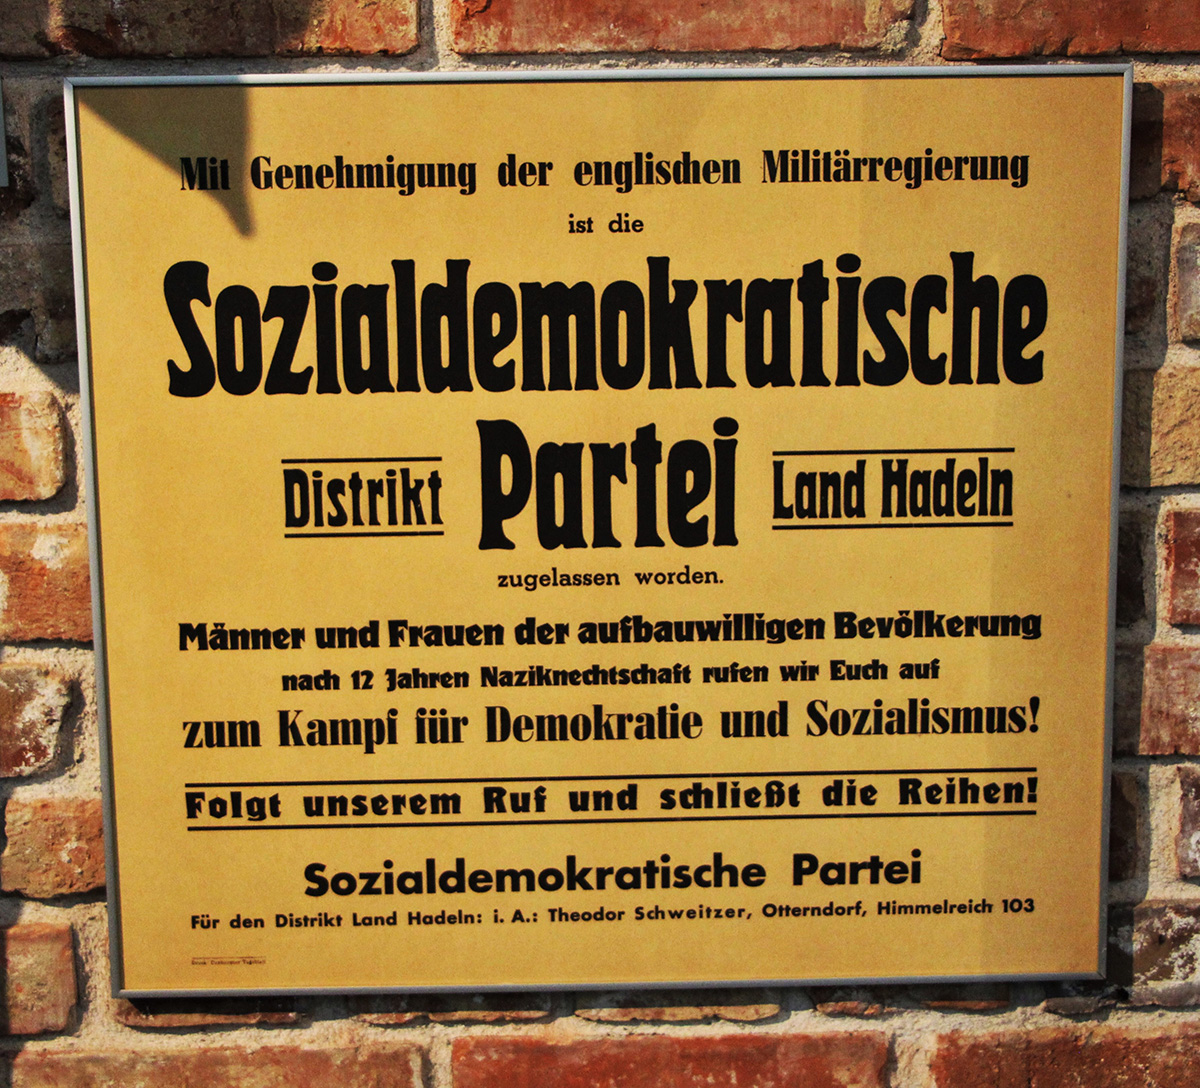 Mit Genehmigung der englischen Militärregierung
ist die
Sozialdemokratische
Distrikt Partei Land Hadeln
zugelassen worden.
Männer und Frauen der aufbauwilligen Bevölkerung
nach 12 Jahren Naziknechtschaft rufen wir Euch auf
zum Kampf für Demokratie und Sozialismus!
Folgt unserem Ruf und schließt die Reihen!
Sozialdemokratische Partei
Für den Distrikt Land Hadeln: i. A.: Theodor Schweitzer, Otterndorf, Himmelreich 103